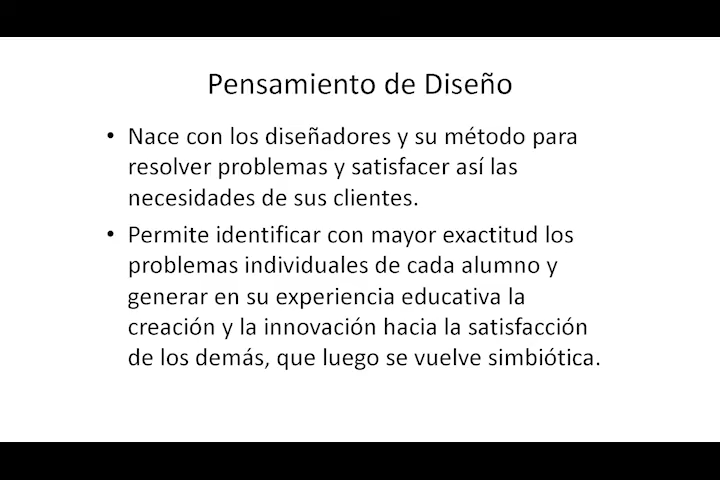 Pensamiento de Diseño
• Nace con los diseñadores y su método para
resolver problemas y satisfacer así las
necesidades de sus clientes.
• Permite identificar con mayor exactitud los
problemas individuales de cada alumno y
generar en su experiencia educativa la
creación y la innovación hacia la satisfacción
de los demás, que luego se vuelve simbiótica.